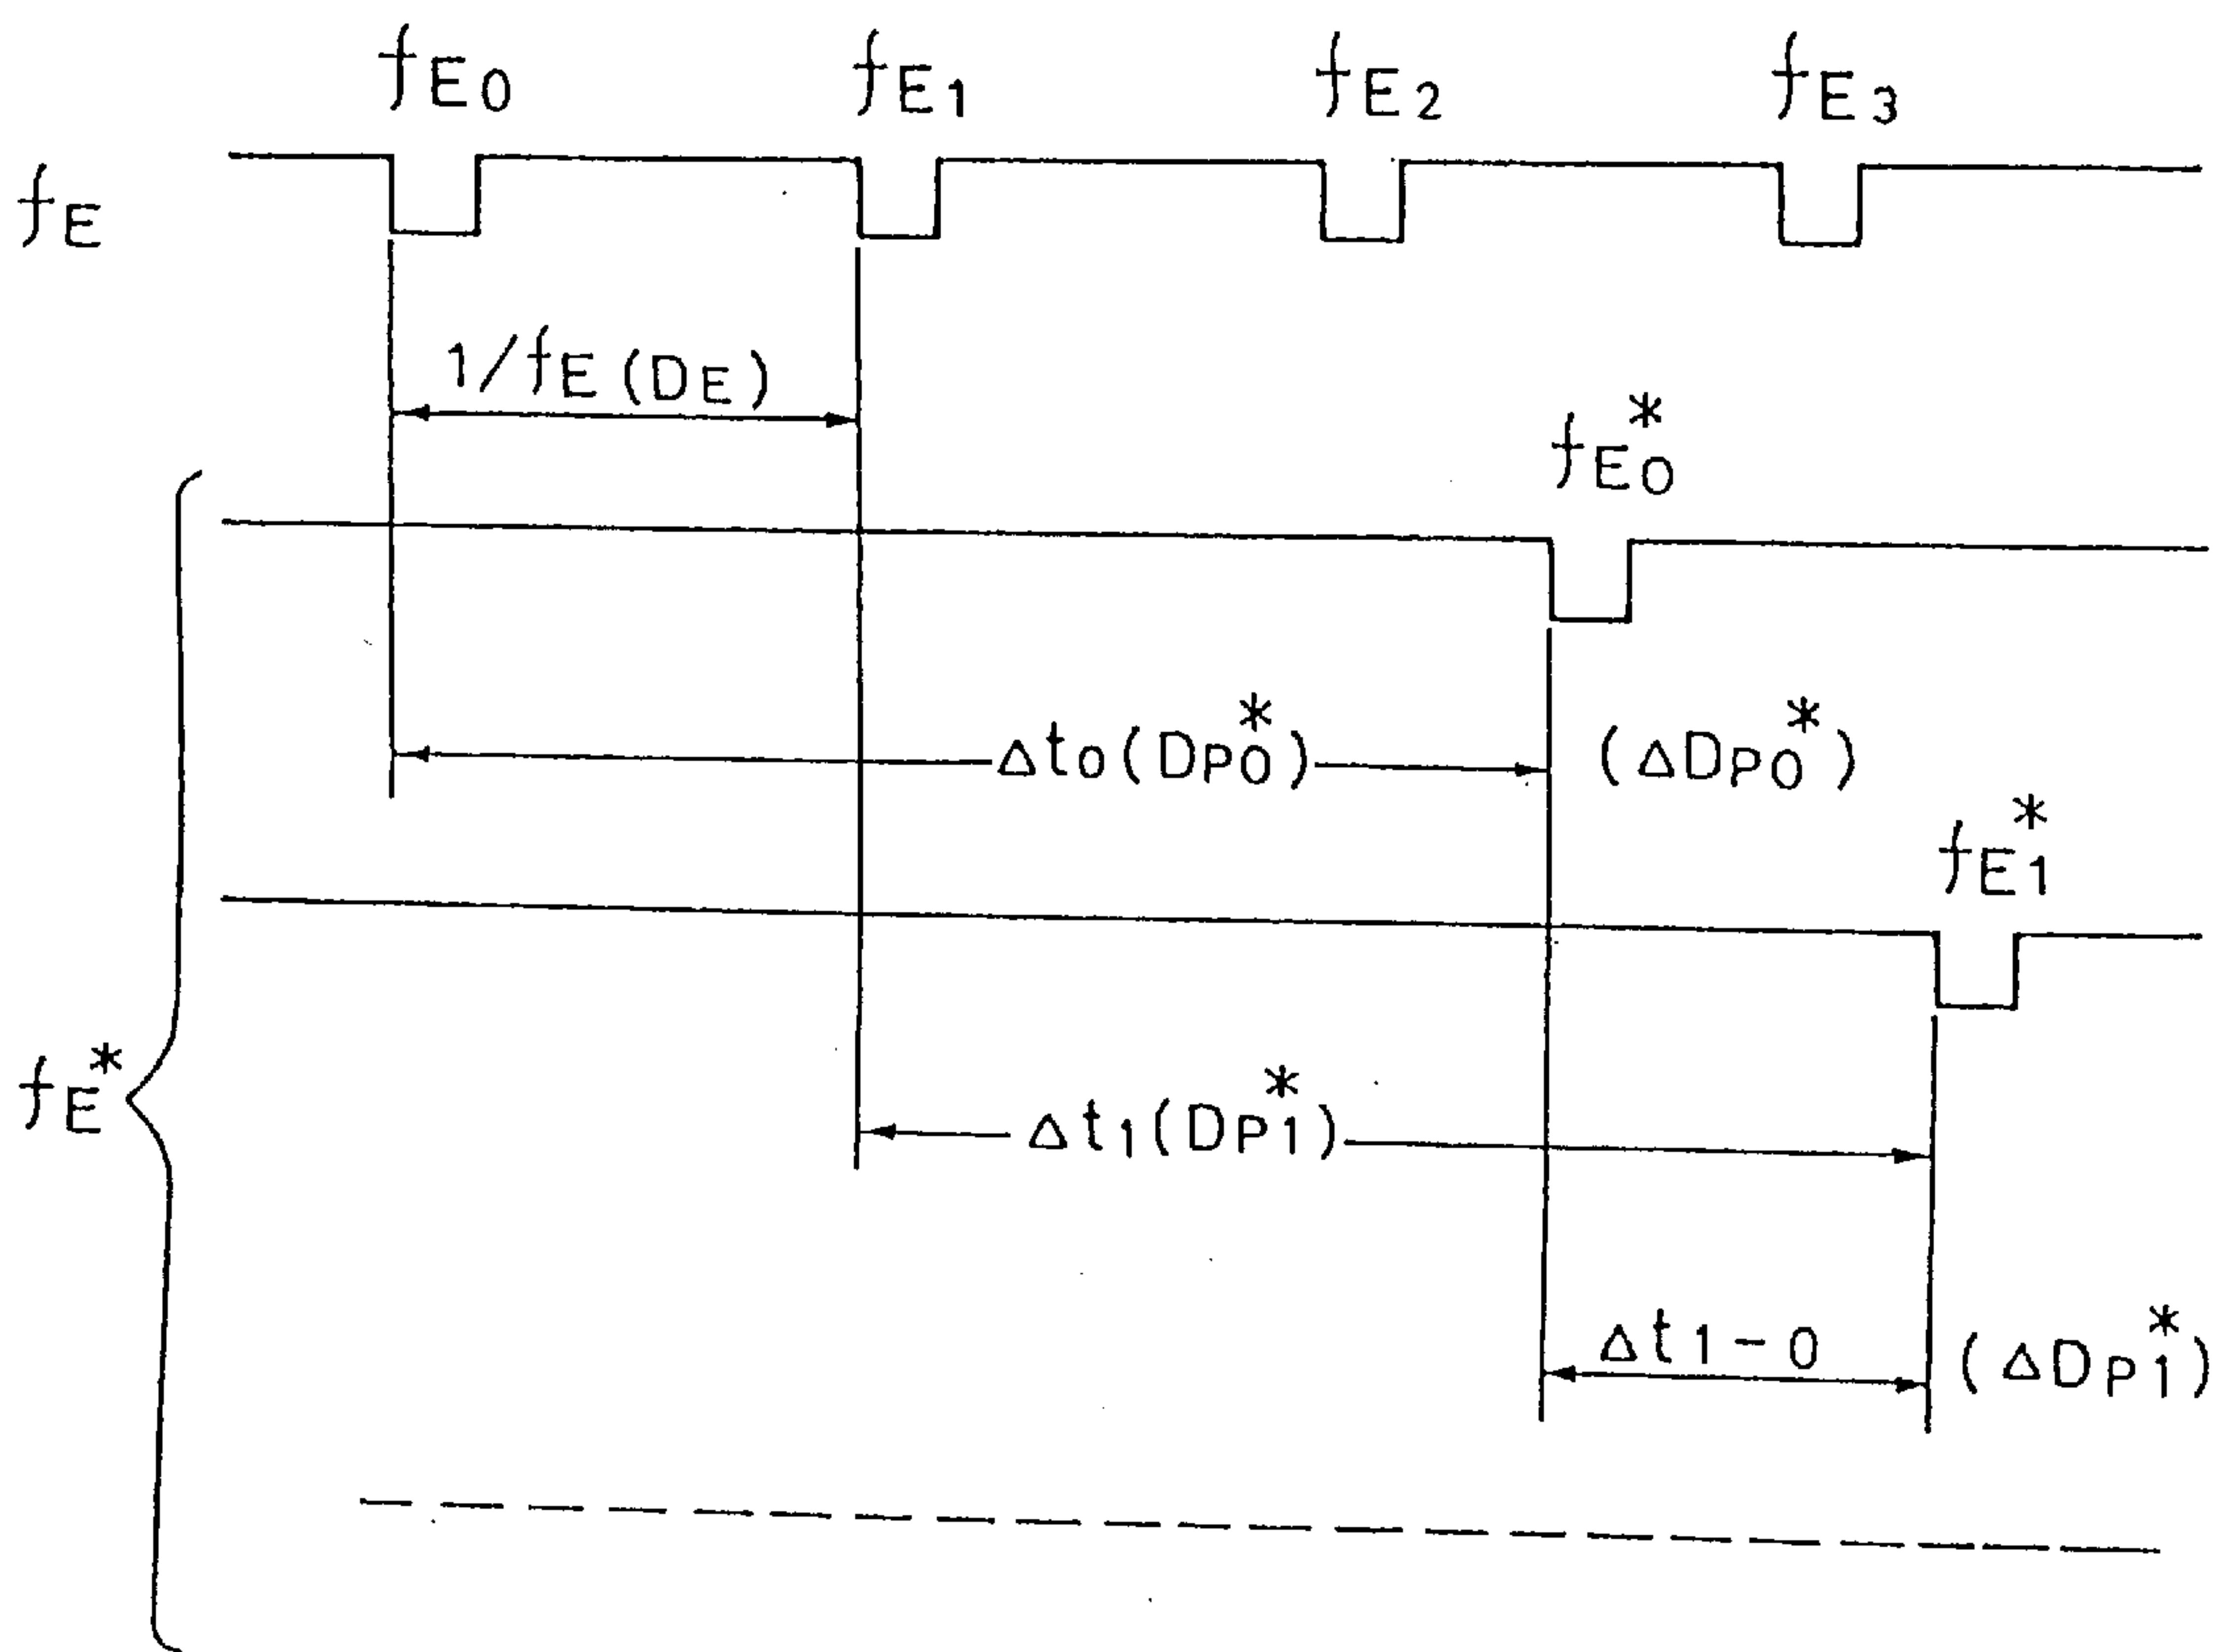 fE0 fE1 fE2 fE3
fE
1/fE(DE)
fE0*
Δt0(DP0*) (ΔDP0*)
fE1*
fE*
Δt1(DP1*)
Δt1-0 (ΔDP1*)